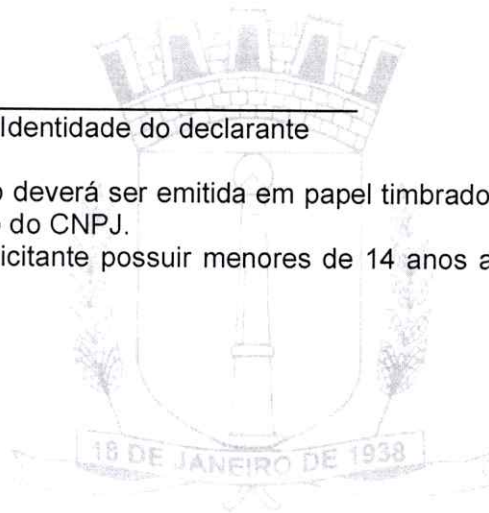 Identidade do declarante
o deverá ser emitida em papel timbrado
do CNPJ.
icitante possuir menores de 14 anos a
18 DE JANEIRO DE 1938